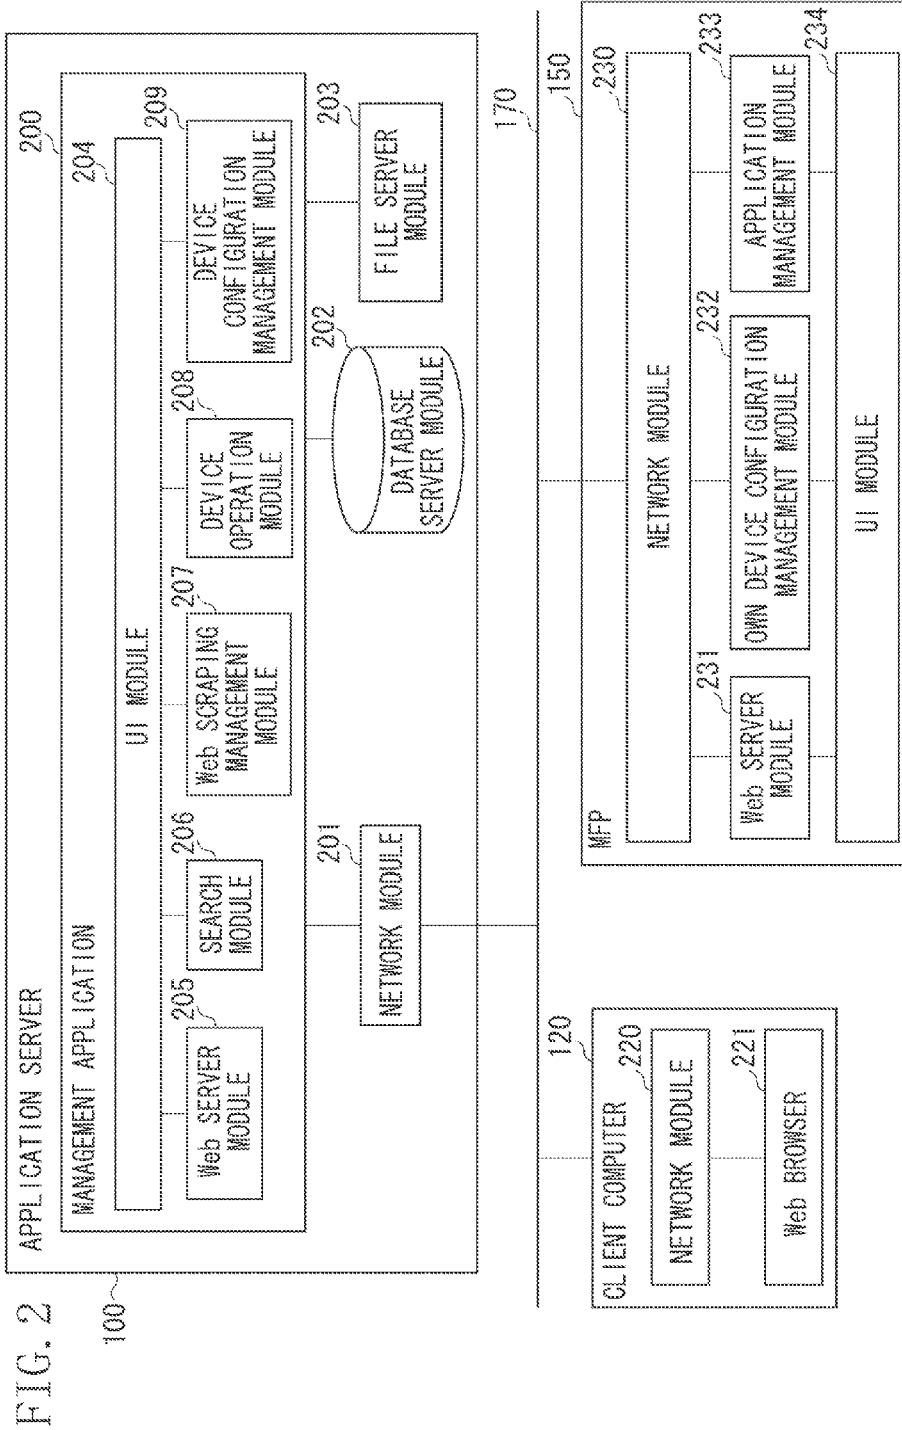 FIG. 2
100
APPLICATION SERVER
200
MANAGEMENT APPLICATION
204
UI MODULE
205
Web SERVER
MODULE
206
SEARCH
MODULE
207
Web SCRAPING
MANAGEMENT
MODULE
208
DEVICE
OPERATION
MODULE
209
DEVICE
CONFIGURATION
MANAGEMENT MODULE
201
NETWORK MODULE
202
DATABASE
SERVER MODULE
203
FILE SERVER
MODULE
170
120
CLIENT COMPUTER
220
NETWORK MODULE
221
Web BROWSER
150
MFP
230
NETWORK MODULE
231
Web SERVER
MODULE
232
OWN DEVICE CONFIGURATION
MANAGEMENT MODULE
233
APPLICATION
MANAGEMENT MODULE
234
UI MODULE